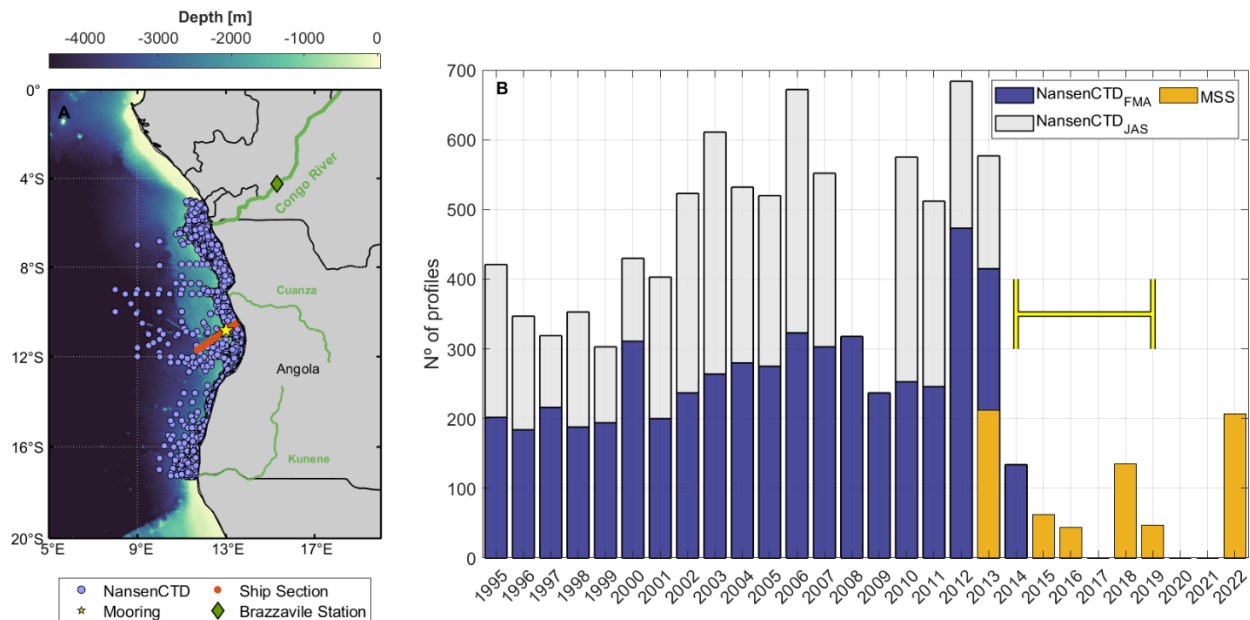 Depth [m]
-4000 -3000 -2000 -1000 0
A
0°
4°S
8°S
12°S
16°S
20°S
5°E 9°E 13°E 17°E
Congo River
Cuanza
Angola
Kunene
NansenCTD Ship Section
Mooring Brazzavile Station
B
NansenCTD_FMA MSS
NansenCTD_JAS
Nº of profiles
700
600
500
400
300
200
100
0
1995 1996 1997 1998 1999 2000 2001 2002 2003 2004 2005 2006 2007 2008 2009 2010 2011 2012 2013 2014 2015 2016 2017 2018 2019 2020 2021 2022